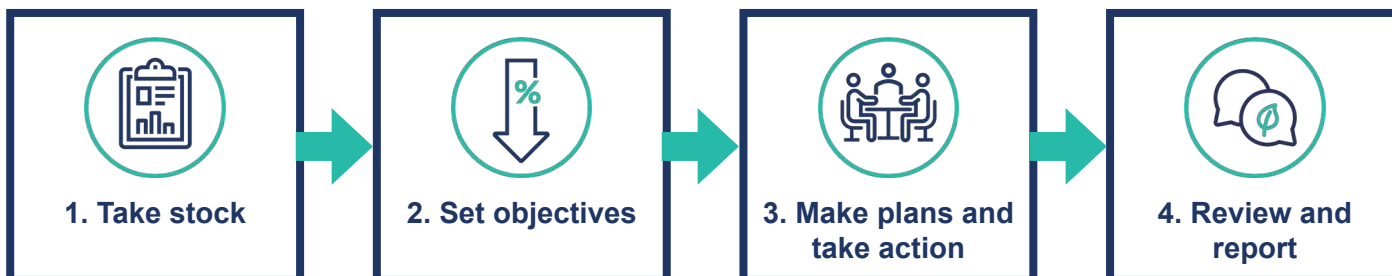 %
1. Take stock
2. Set objectives
3. Make plans and
take action
4. Review and
report